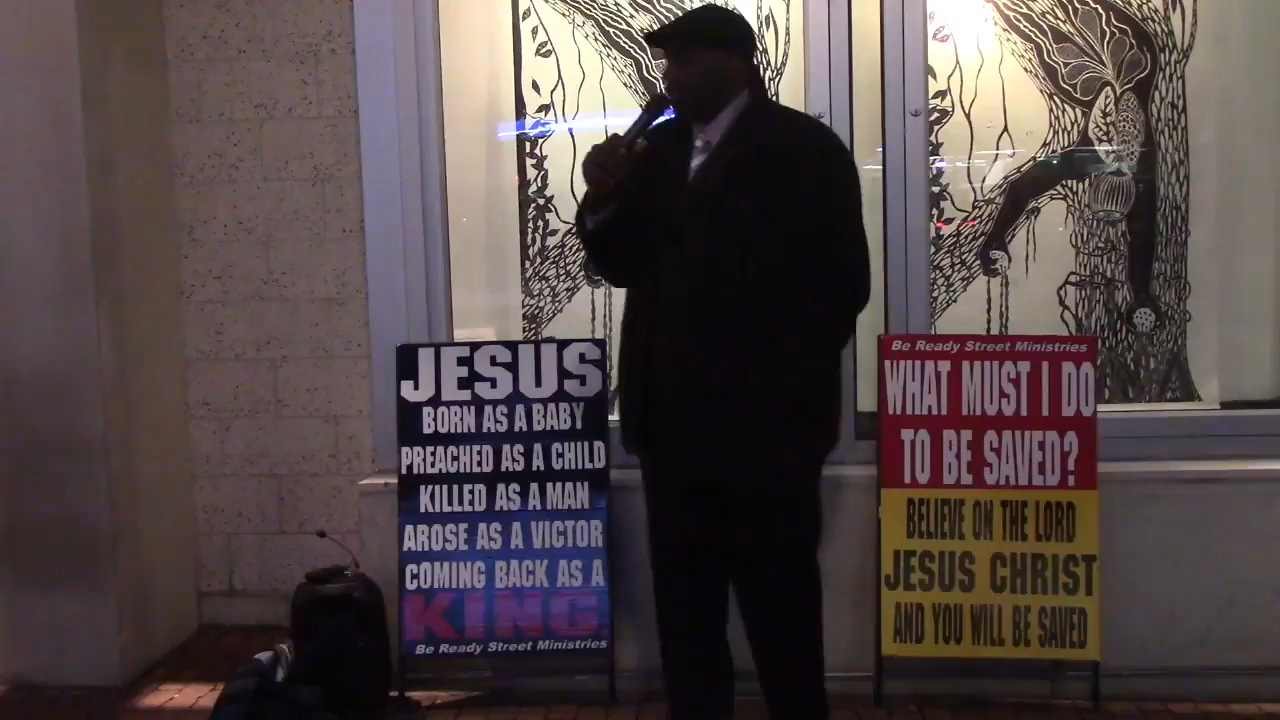 JESUS
BORN AS A BABY
PREACHED AS A CHILD
KILLED AS A MAN
AROSE AS A VICTOR
COMING BACK AS A
KING
Be Ready Street Ministries
Be Ready Street Ministries
WHAT MUST I DO
TO BE SAVED?
BELIEVE ON THE LORD
JESUS CHRIST
AND YOU WILL BE SAVED